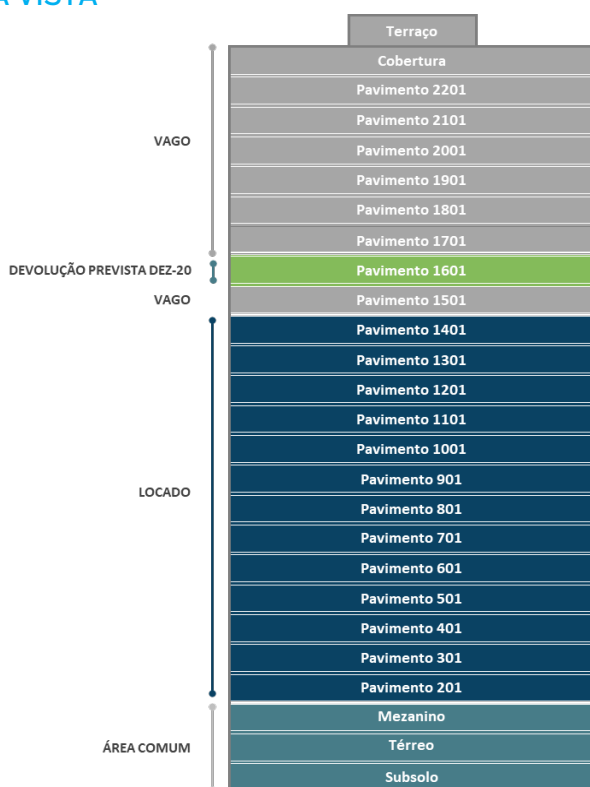 A VISTA
Terraço
Cobertura
Pavimento 2201
Pavimento 2101
VAGO
Pavimento 2001
Pavimento 1901
Pavimento 1801
Pavimento 1701
DEVOLUÇÃO PREVISTA DEZ-20
Pavimento 1601
VAGO
Pavimento 1501
Pavimento 1401
Pavimento 1301
Pavimento 1201
Pavimento 1101
Pavimento 1001
Pavimento 901
LOCADO
Pavimento 801
Pavimento 701
Pavimento 601
Pavimento 501
Pavimento 401
Pavimento 301
Pavimento 201
Mezanino
ÁREA COMUM
Térreo
Subsolo